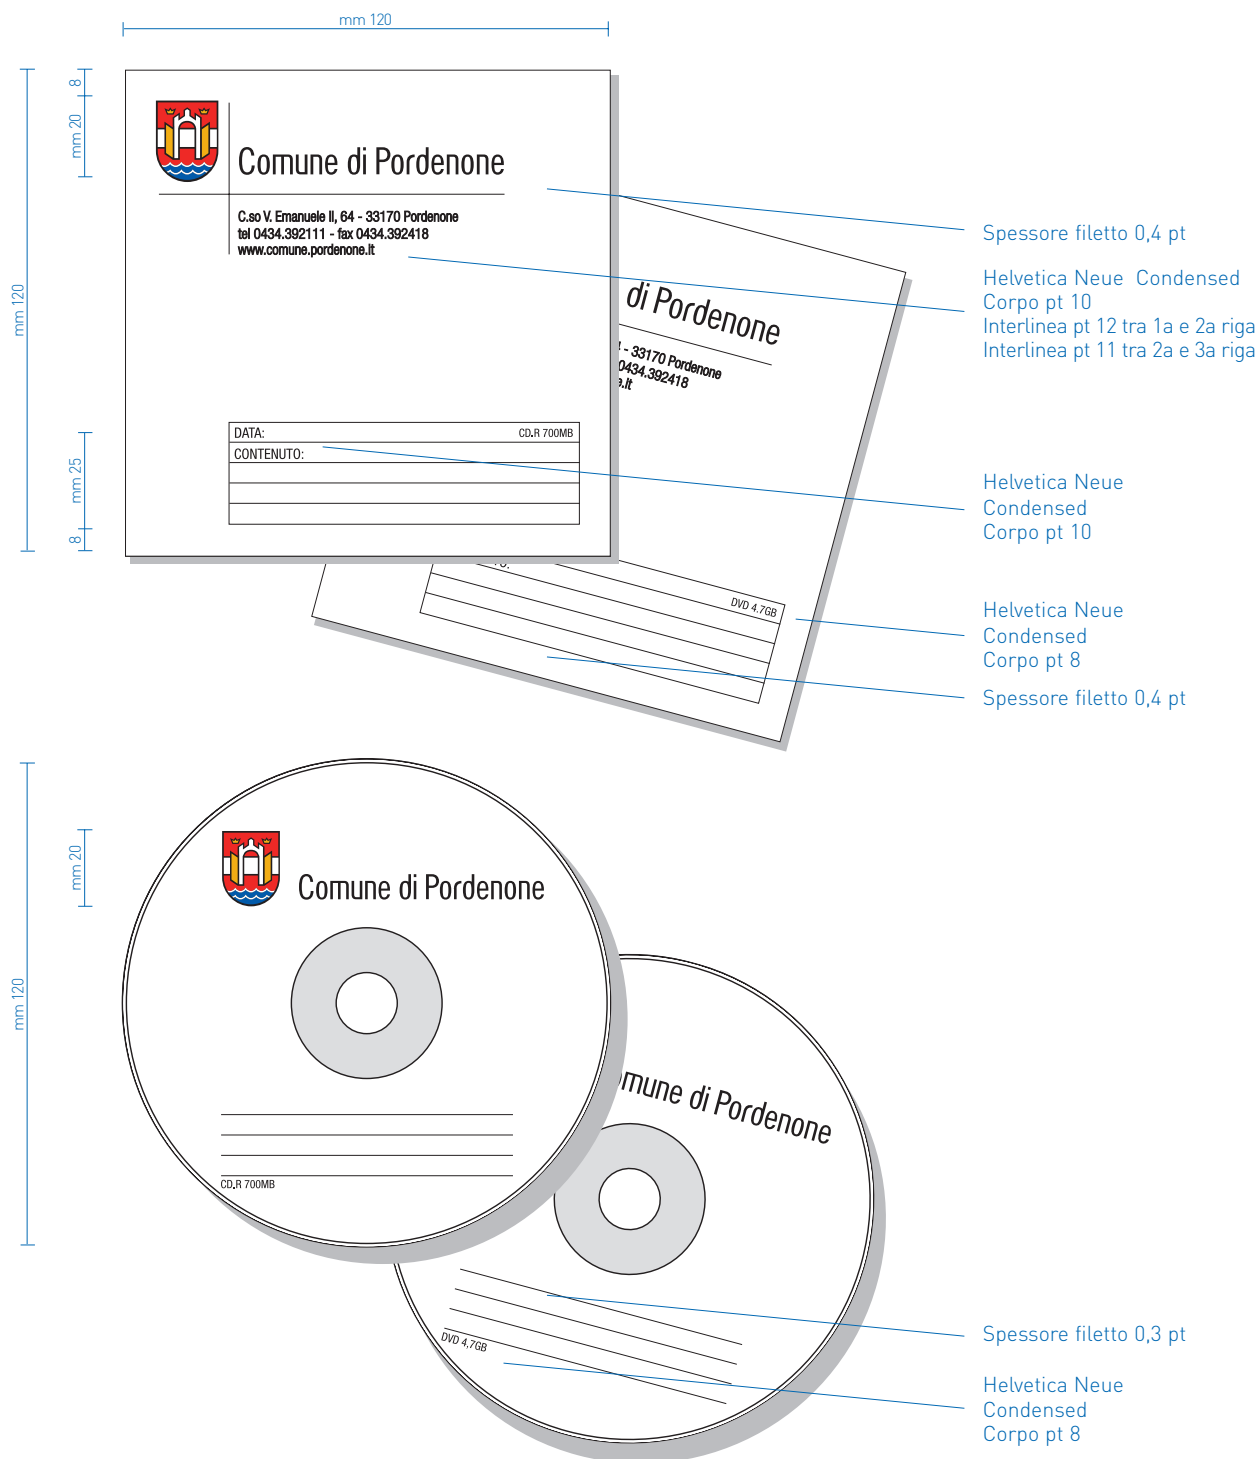 mm 120
8
mm 20
mm 120
mm 25
8
Comune di Pordenone
C.so V. Emanuele II, 64 - 33170 Pordenone
tel 0434.392111 - fax 0434.392418
www.comune.pordenone.it
DATA:
CD.R 700MB
CONTENUTO:
di Pordenone
- 33170 Pordenone
0434.392418
.it
TO:
DVD 4.7GB
Spessore filetto 0,4 pt
Helvetica Neue Condensed
Corpo pt 10
Interlinea pt 12 tra 1a e 2a riga
Interlinea pt 11 tra 2a e 3a riga
Helvetica Neue
Condensed
Corpo pt 10
Helvetica Neue
Condensed
Corpo pt 8
Spessore filetto 0,4 pt
mm 20
mm 120
Comune di Pordenone
CD.R 700MB
omune di Pordenone
DVD 4,7GB
Spessore filetto 0,3 pt
Helvetica Neue
Condensed
Corpo pt 8